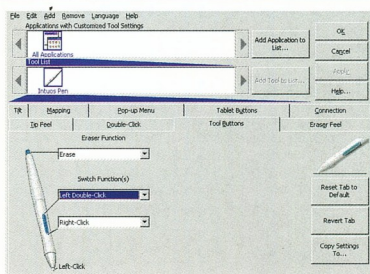 File Edit Add Remove Language Help
Applications with Customized Tool Settings
All Applications
Add Application to
List...
OK
Cancel
Tool List
Intuos Pen
Add Tool to List...
Apply
Help...
Tilt Mapping Pop-up Menu Tablet Buttons Connection
Tip Feel Double-Click Tool Buttons Eraser Feel
Eraser Function
Erase
Switch Function(s)
Left Double-Click
Right-Click
Left-Click
Reset Tab to
Default
Revert Tab
Copy Settings
To...